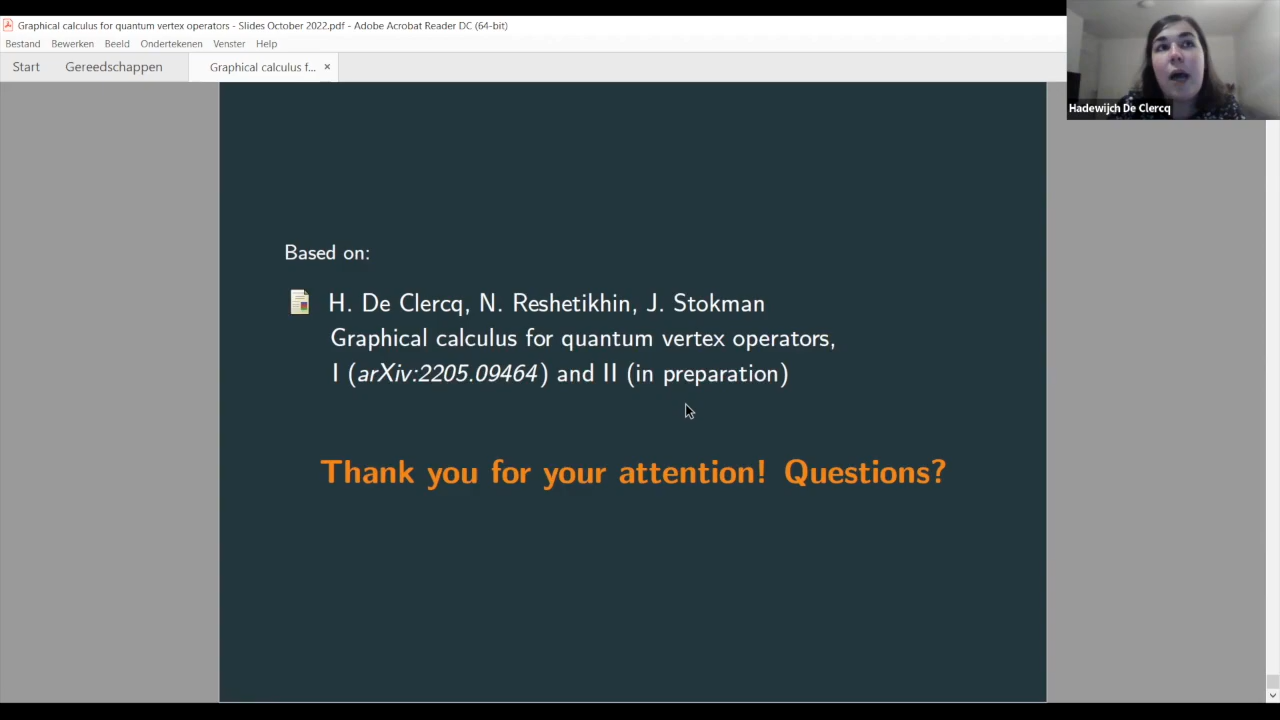 Graphical calculus for quantum vertex operators - Slides October 2022.pdf - Adobe Acrobat Reader DC (64-bit)
Bestand Bewerken Beeld Ondertekenen Venster Help
Start Gereedschappen Graphical calculus f... ×
Hadewijch De Clercq
Based on:
H. De Clercq, N. Reshetikhin, J. Stokman
Graphical calculus for quantum vertex operators,
I (arXiv:2205.09464) and II (in preparation)
Thank you for your attention! Questions?